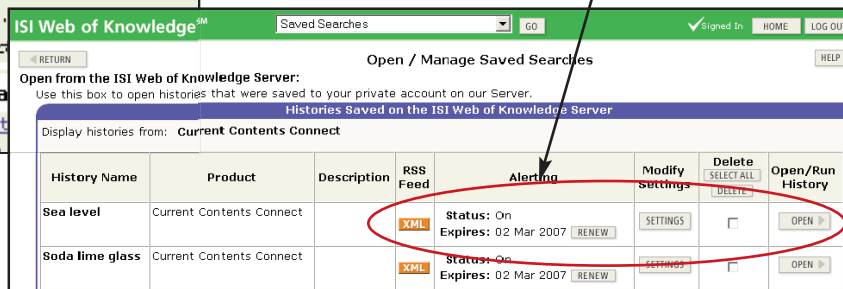 ISI Web of Knowledge℠ Saved Searches GO Signed In HOME LOG OU
RETURN Open / Manage Saved Searches HELP
Open from the ISI Web of Knowledge Server:
Use this box to open histories that were saved to your private account on our Server.
Histories Saved on the ISI Web of Knowledge Server
Display histories from: Current Contents Connect
History Name Product Description RSS Feed Alerting Modify Settings Delete SELECT ALL DELETE Open/Run History
Sea level Current Contents Connect XML Status: On SETTINGS OPEN
Expires: 02 Mar 2007 RENEW
Soda lime glass Current Contents Connect XML Status: On SETTINGS OPEN
Expires: 02 Mar 2007 RENEW